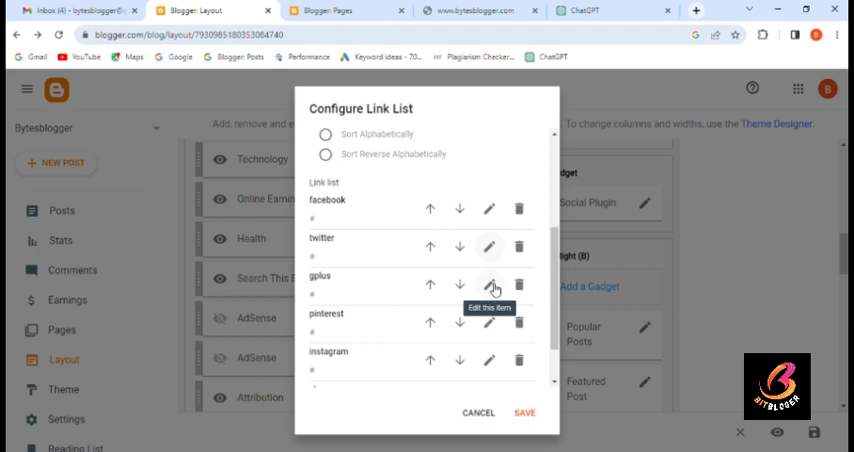 Inbox (4) - bytesblogger@g
Blogger: Layout
Blogger: Pages
www.bytesblogger.com
ChatGPT
blogger.com/blog/layout/7930985180353084740
Gmail
YouTube
Maps
Google
Blogger Posts
Performance
Keyword ideas - 70...
Plagiarism Checker...
ChatGPT
B
Bytesblogger
NEW POST
Posts
Stats
Comments
Earnings
Pages
Layout
Theme
Settings
Reading List
Add, remove and e
. To change columns and widths, use the Theme Designer.
Technology
Online Earnin
Health
Search This B
AdSense
AdSense
Attribution
Configure Link List
Sort Alphabetically
Sort Reverse Alphabetically
Link list
facebook
#
twitter
#
gplus
#
Edit this item
pinterest
#
instagram
#
CANCEL
SAVE
dget
Social Plugin
ight (B)
Add a Gadget
Popular
Posts
Featured
Post
BITBLOGER